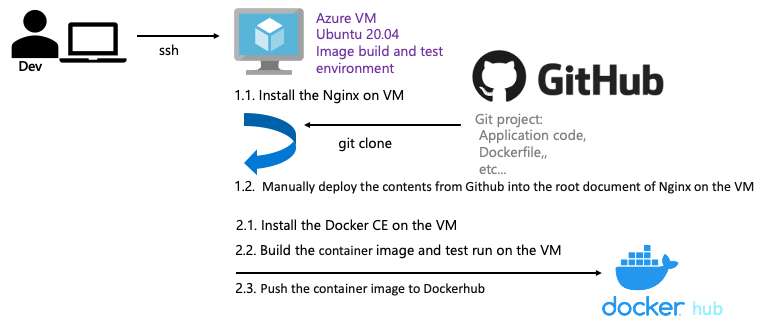 Dev
ssh
Azure VM
Ubuntu 20.04
Image build and test
environment
GitHub
1.1. Install the Nginx on VM
git clone
Git project:
Application code,
Dockerfile,,
etc...
1.2. Manually deploy the contents from Github into the root document of Nginx on the VM
2.1. Install the Docker CE on the VM
2.2. Build the container image and test run on the VM
2.3. Push the container image to Dockerhub
docker hub